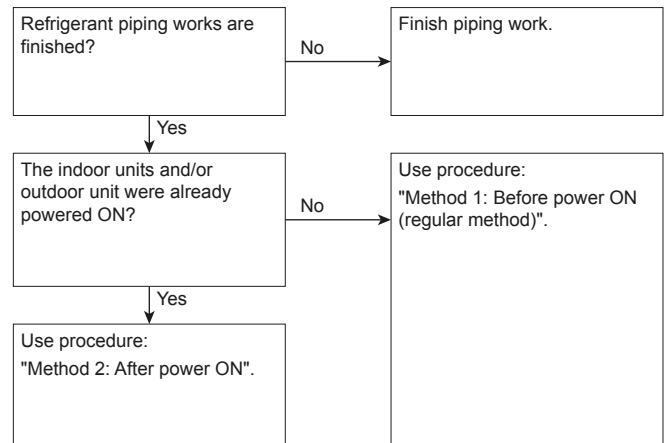 Refrigerant piping works are
finished?
No
Finish piping work.
Yes
The indoor units and/or
outdoor unit were already
powered ON?
No
Use procedure:
"Method 1: Before power ON
(regular method)".
Yes
Use procedure:
"Method 2: After power ON".